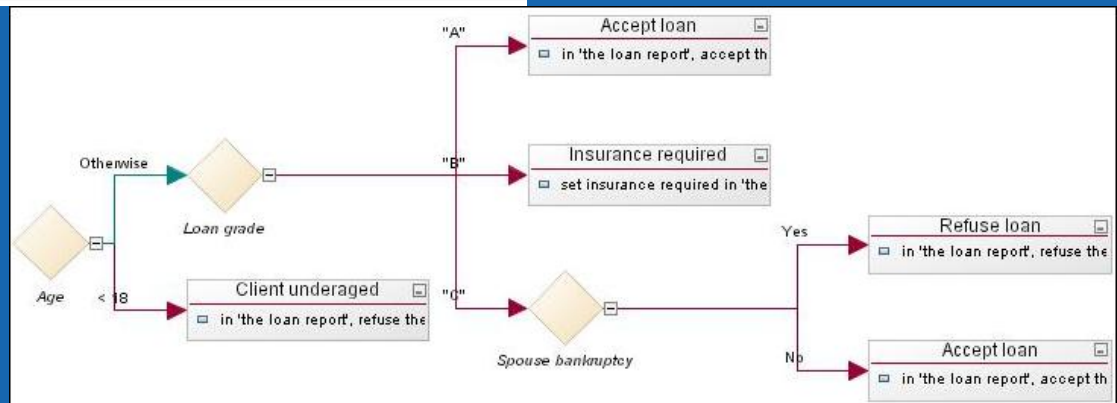 "A"
Accept loan
in 'the loan report', accept th
Otherwise
"B"
Insurance required
set insurance required in 'the
Loan grade
Yes
Refuse loan
in 'the loan report', refuse the
Age
< 18
Client underaged
in 'the loan report', refuse the
"C"
Spouse bankruptcy
No
Accept loan
in 'the loan report', accept th